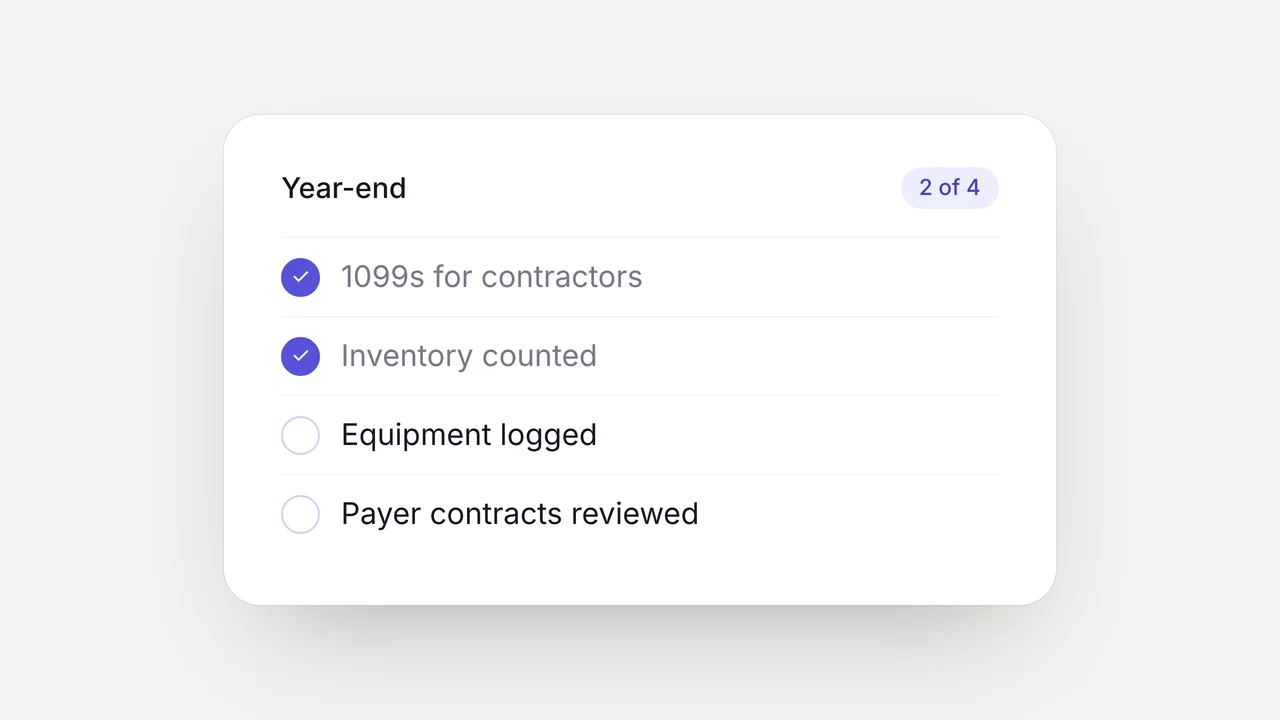 Year-end
2 of 4
1099s for contractors
Inventory counted
Equipment logged
Payer contracts reviewed